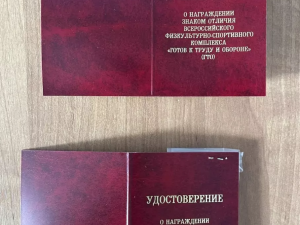 О НАГРАЖДЕНИИ
ЗНАКОМ ОТЛИЧИЯ
ВСЕРОССИЙСКОГО
ФИЗКУЛЬТУРНО-СПОРТИВНОГО
КОМПЛЕКСА
«ГОТОВ К ТРУДУ И ОБОРОНЕ»
(ГТО)
УДОСТОВЕРЕНИЕ
О НАГРАЖДЕНИИ